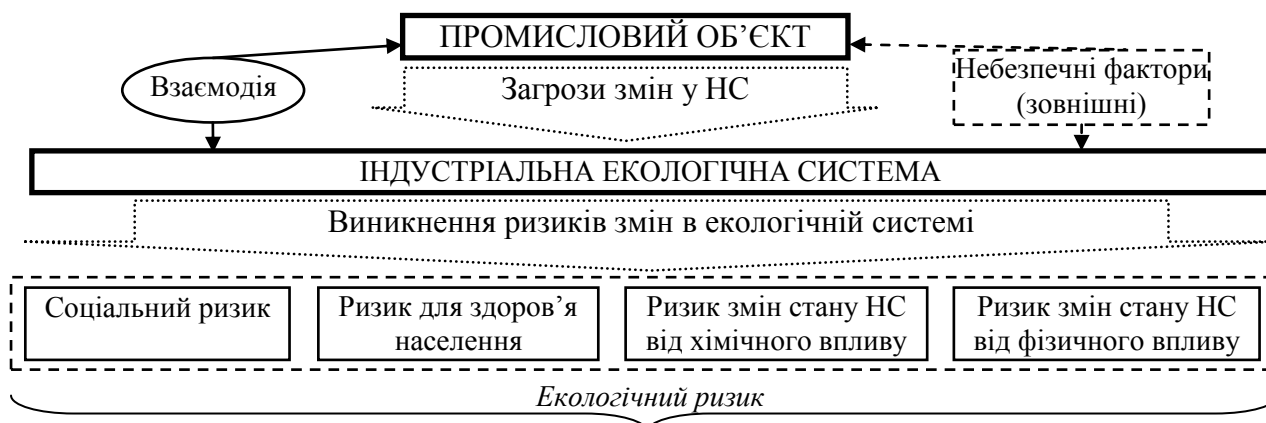 ПРОМИСЛОВИЙ ОБ’ЄКТ
Взаємодія
Загрози змін у НС
Небезпечні фактори
(зовнішні)
ІНДУСТРІАЛЬНА ЕКОЛОГІЧНА СИСТЕМА
Виникнення ризиків змін в екологічній системі
Соціальний ризик
Ризик для здоров’я
населення
Ризик змін стану НС
від хімічного впливу
Ризик змін стану НС
від фізичного впливу
Екологічний ризик